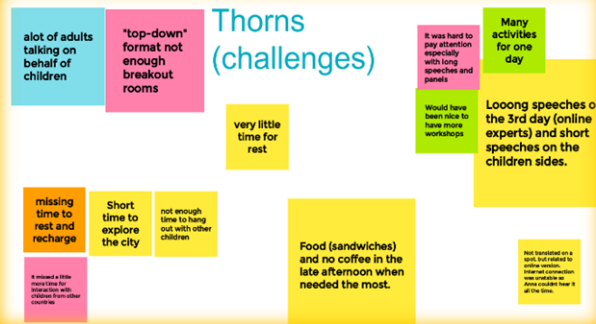 Thorns
(challenges)
alot of adults
talking on
behalf of
children
"top-down"
format not
enough
breakout
rooms
It was hard to
pay attention
especially
with long
speeches and
panels
Many
activities
for one
day
Would have
been nice to
have more
workshops
Looong speeches o
the 3rd day (online
experts) and short
speeches on the
children sides.
very little
time for
rest
missing
time to
rest and
recharge
Short
time to
explore
the city
not enough
time to hang
out with other
children
It missed a little
more time for
interaction with
children from other
countries
Food (sandwiches)
and no coffee in the
late afternoon when
needed the most.
Not translated on a
spot, but related to
online version.
Internet connection
was unstable so
Anna couldnt hear it
all the time.